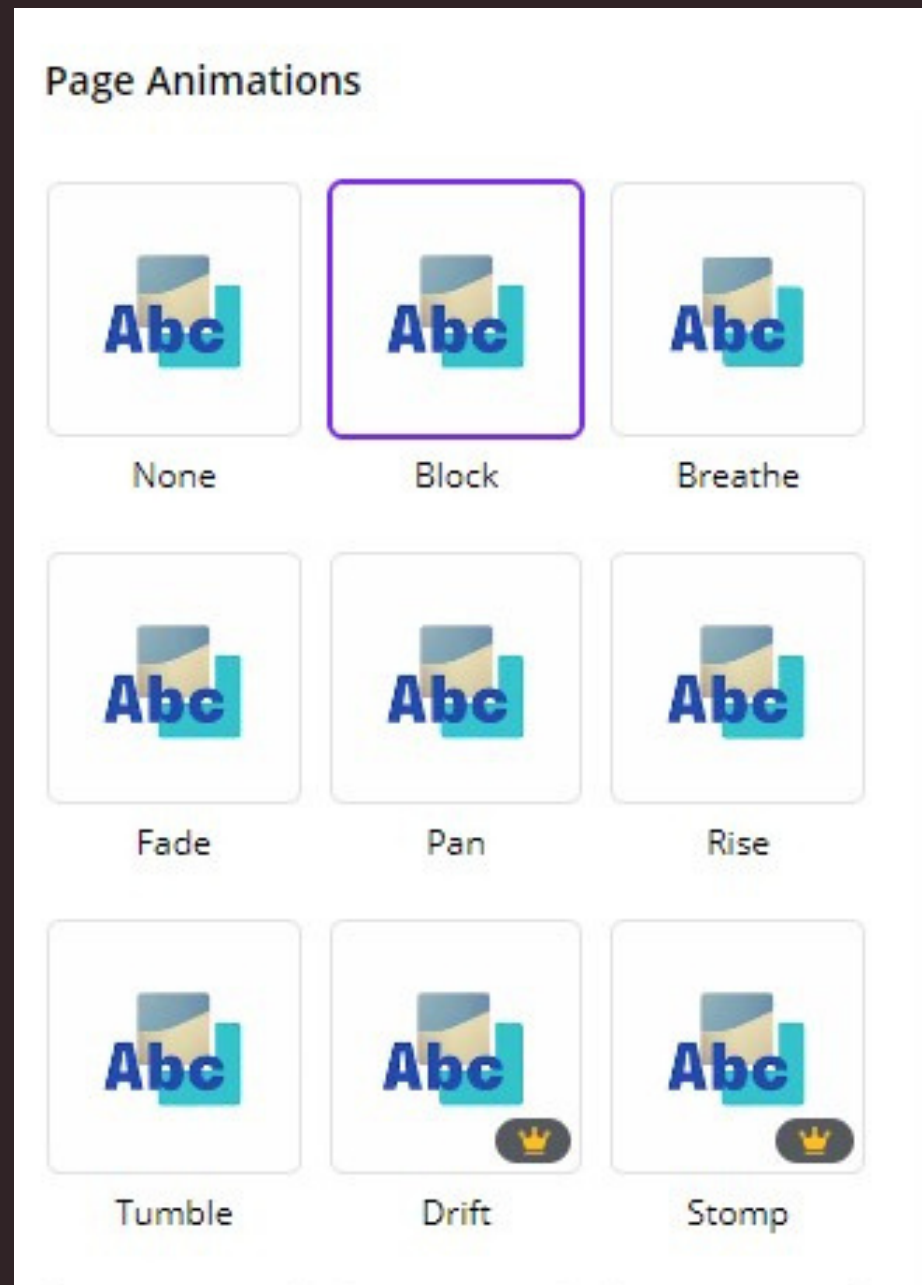 Page Animations
Abc Abc Abc
None Block Breathe
Abc Abc Abc
Fade Pan Rise
Abc Abc Abc
Tumble Drift Stomp